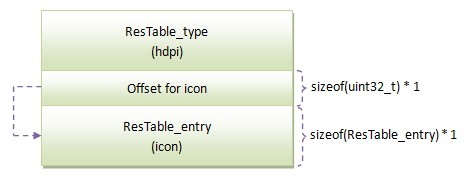 ResTable_type
(hdpi)
Offset for icon
sizeof(uint32_t) * 1
ResTable_entry
(icon)
sizeof(ResTable_entry) * 1